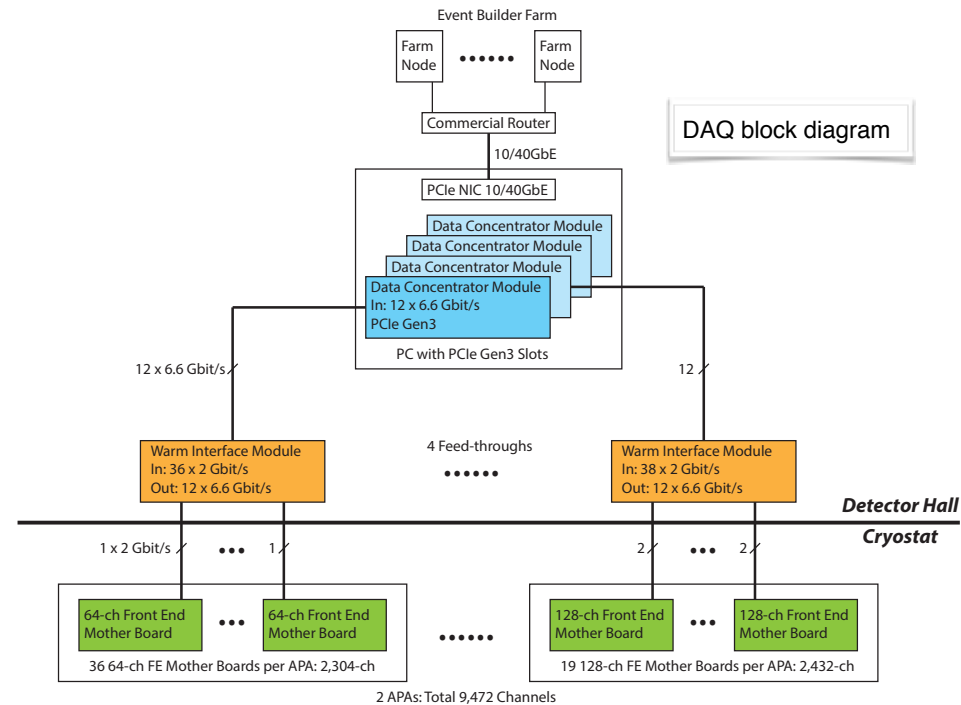 Event Builder Farm
Farm
Node
••••••
Farm
Node
Commercial Router
DAQ block diagram
10/40GbE
PCIe NIC 10/40GbE
Data Concentrator Module
Data Concentrator Module
Data Concentrator Module
Data Concentrator Module
In: 12 x 6.6 Gbit/s
PCIe Gen3
PC with PCIe Gen3 Slots
12 x 6.6 Gbit/s
12
Warm Interface Module
In: 36 x 2 Gbit/s
Out: 12 x 6.6 Gbit/s
4 Feed-throughs
••••••
Warm Interface Module
In: 38 x 2 Gbit/s
Out: 12 x 6.6 Gbit/s
Detector Hall
Cryostat
1 x 2 Gbit/s
•••
1
2
•••
2
64-ch Front End
Mother Board
•••
64-ch Front End
Mother Board
36 64-ch FE Mother Boards per APA: 2,304-ch
••••••
128-ch Front End
Mother Board
•••
128-ch Front End
Mother Board
19 128-ch FE Mother Boards per APA: 2,432-ch
2 APAs: Total 9,472 Channels